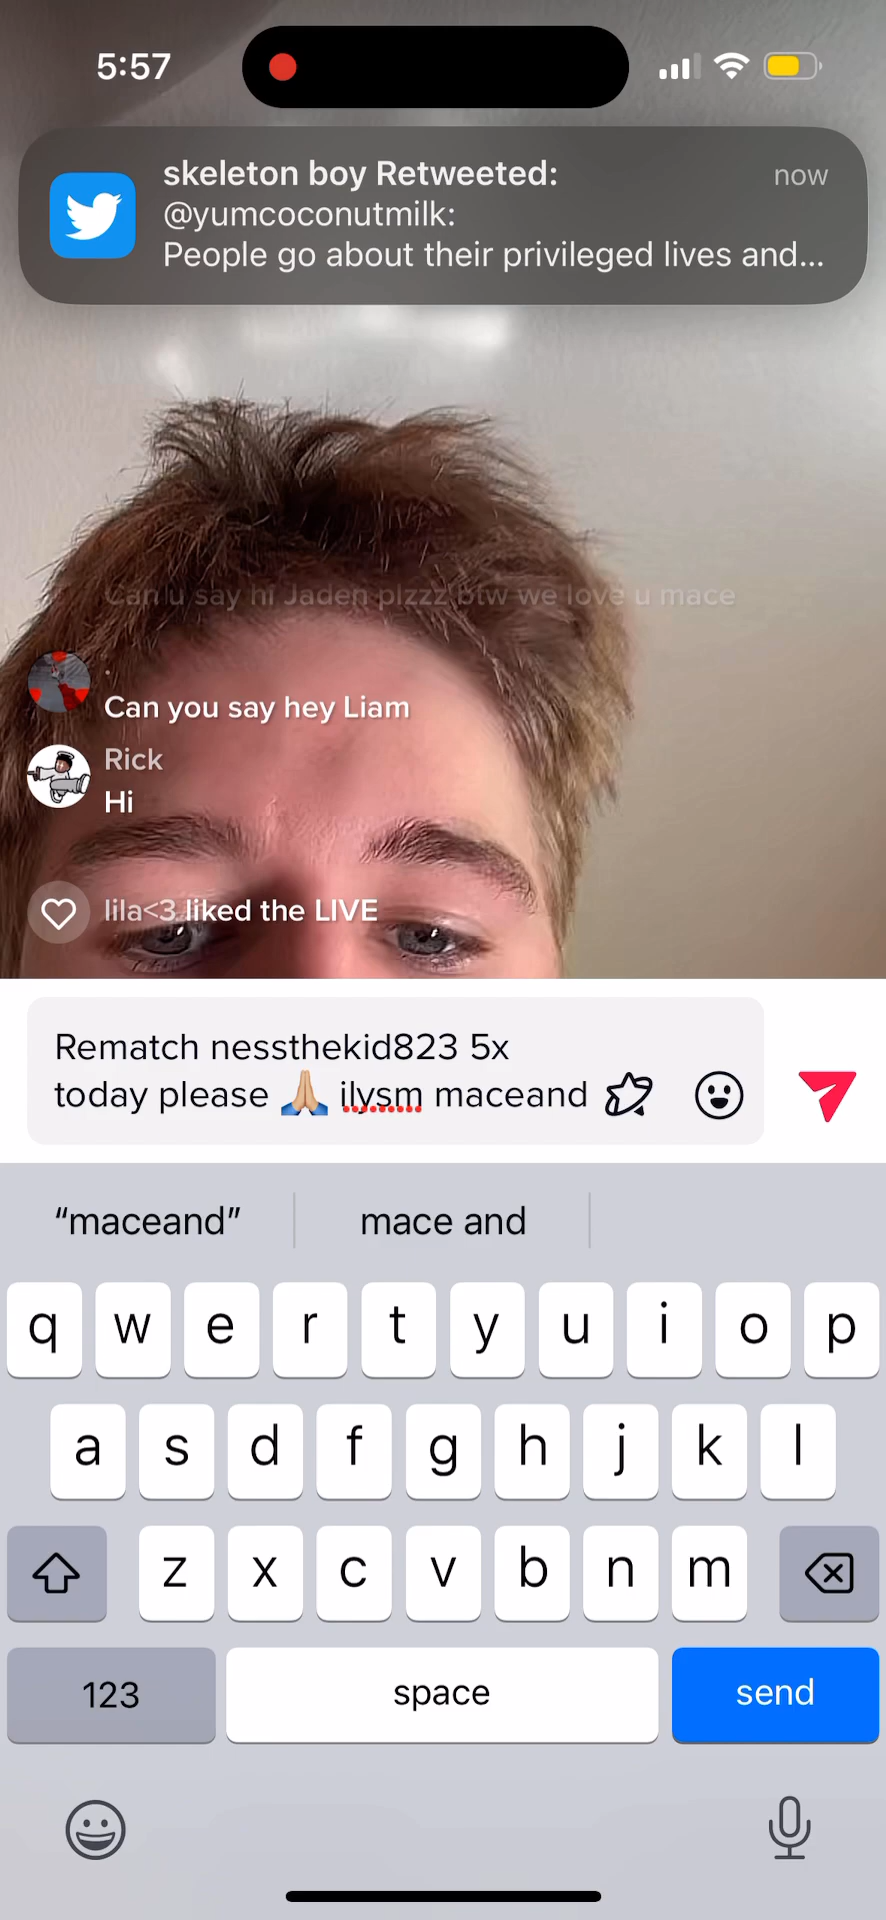 5:57
skeleton boy Retweeted:
now
@yumcoconutmilk:
People go about their privileged lives and...
Can u say hi Jaden plzzz btw we love u mace
.
Can you say hey Liam
Rick
Hi
lila<3 liked the LIVE
Rematch nessthekid823 5x
today please 🙏🏼 ilysm maceand
“maceand”
mace and
q w e r t y u i o p
a s d f g h j k l
z x c v b n m
123
space
send